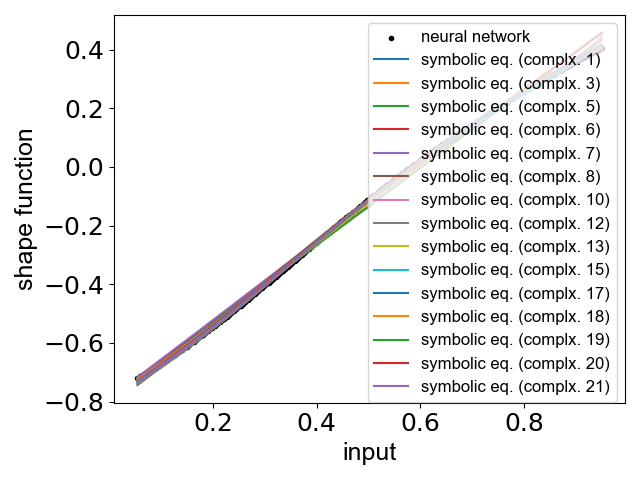 shape function
0.4
0.2
0.0
−0.2
−0.4
−0.6
−0.8
0.2 0.4 0.6 0.8
input
neural network
symbolic eq. (complx. 1)
symbolic eq. (complx. 3)
symbolic eq. (complx. 5)
symbolic eq. (complx. 6)
symbolic eq. (complx. 7)
symbolic eq. (complx. 8)
symbolic eq. (complx. 10)
symbolic eq. (complx. 12)
symbolic eq. (complx. 13)
symbolic eq. (complx. 15)
symbolic eq. (complx. 17)
symbolic eq. (complx. 18)
symbolic eq. (complx. 19)
symbolic eq. (complx. 20)
symbolic eq. (complx. 21)